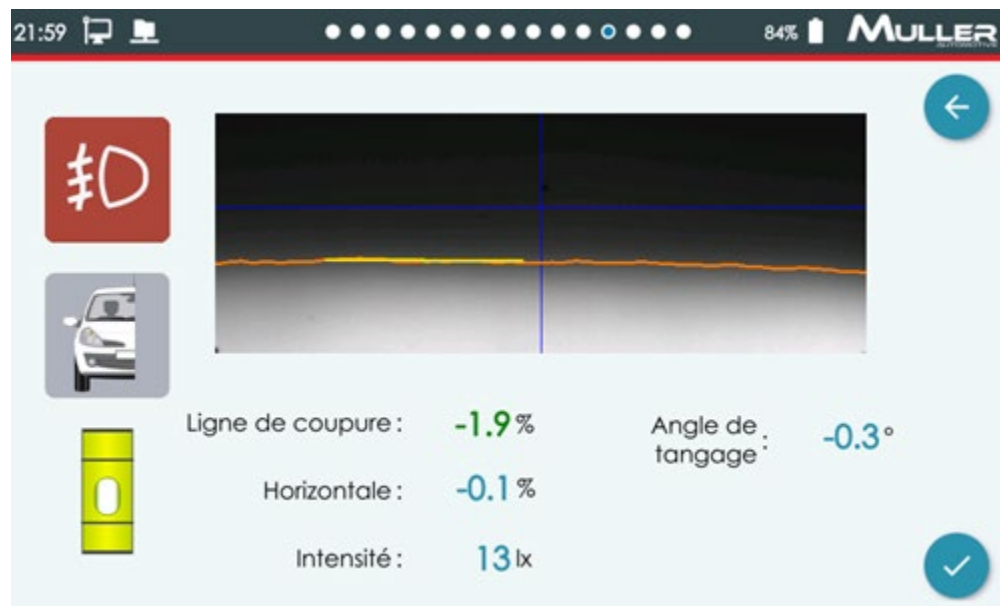 21:59
84%
MULLER
AUTOMOTIVE
Ligne de coupure : -1.9 %
Angle de tangage : -0.3 °
Horizontale : -0.1 %
Intensité : 13 lx